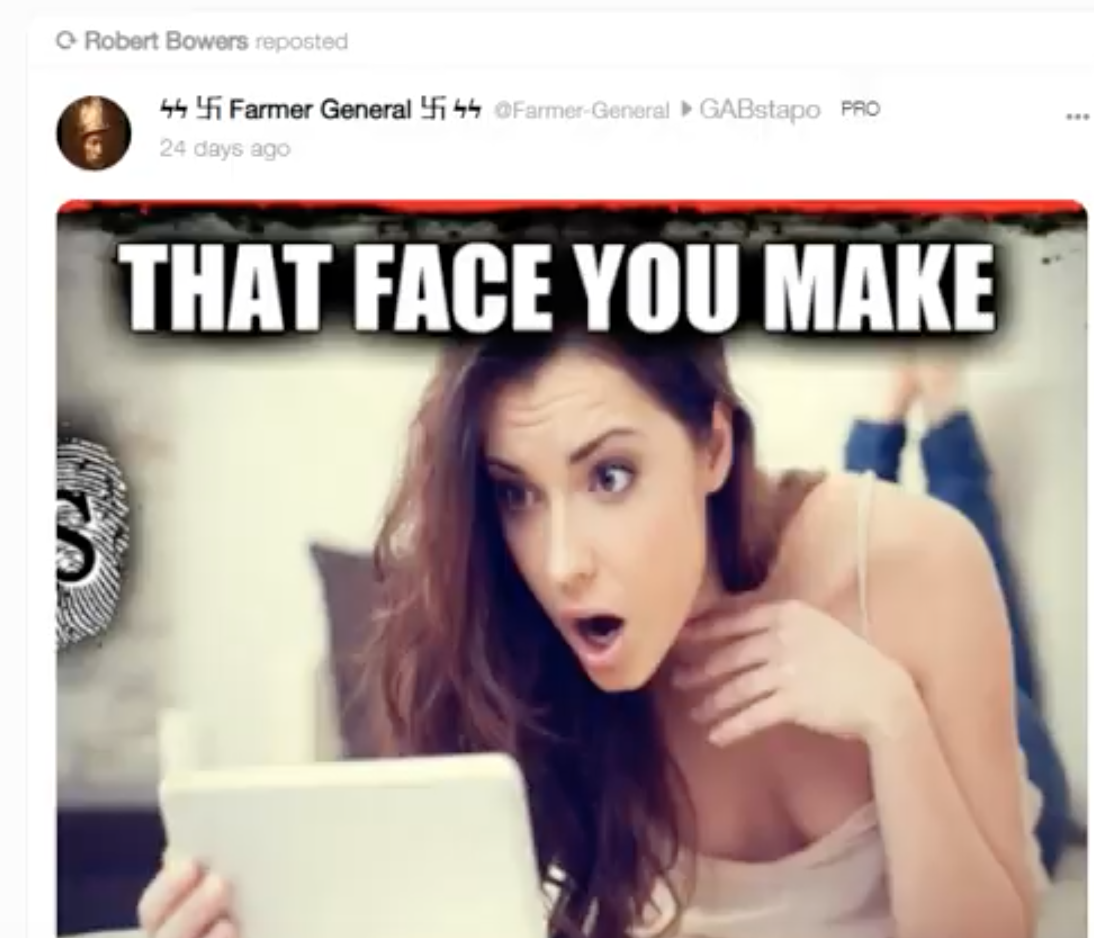 Robert Bowers reposted
ϟϟ 卐 Farmer General 卐 ϟϟ @Farmer-General ▸ GABstapo PRO
24 days ago
THAT FACE YOU MAKE
S